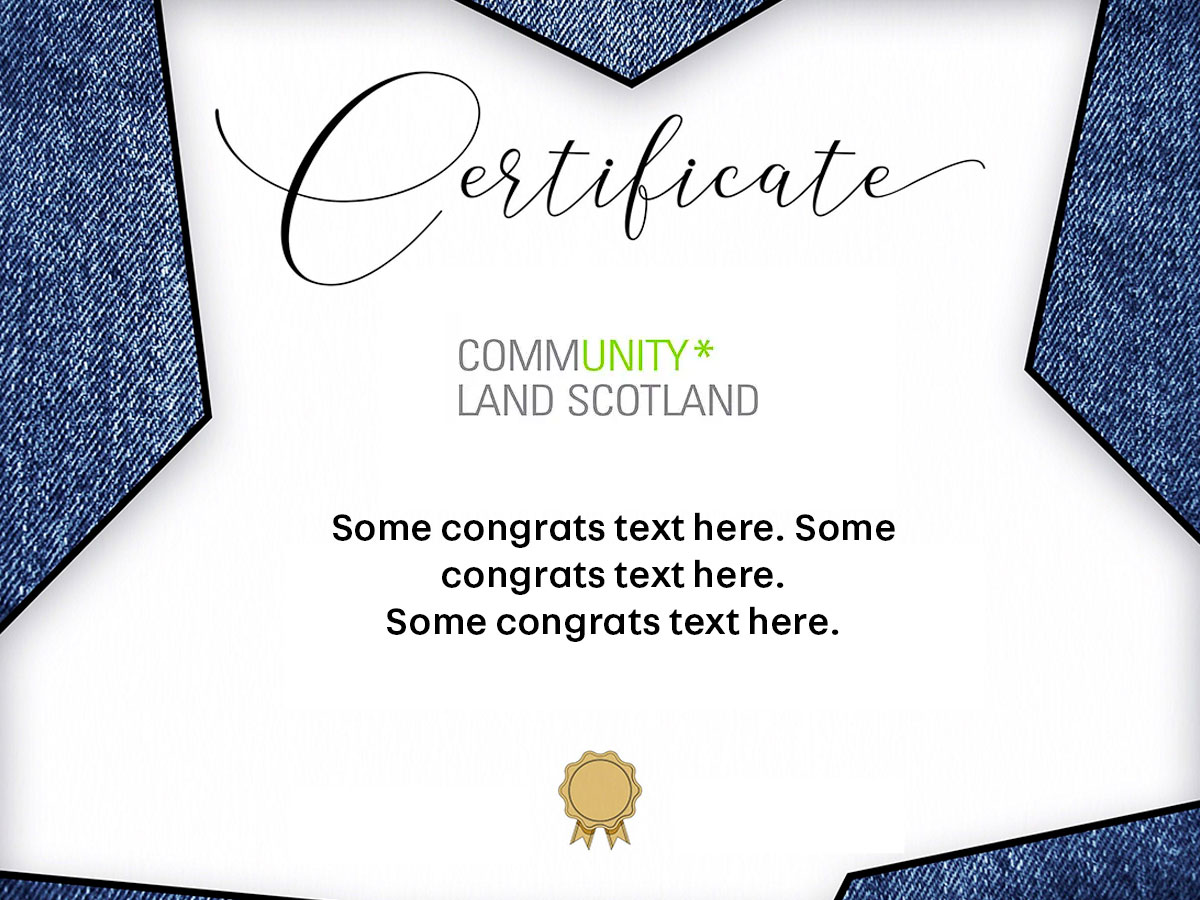 Certificate
COMMUNITY*
LAND SCOTLAND
Some congrats text here. Some
congrats text here.
Some congrats text here.